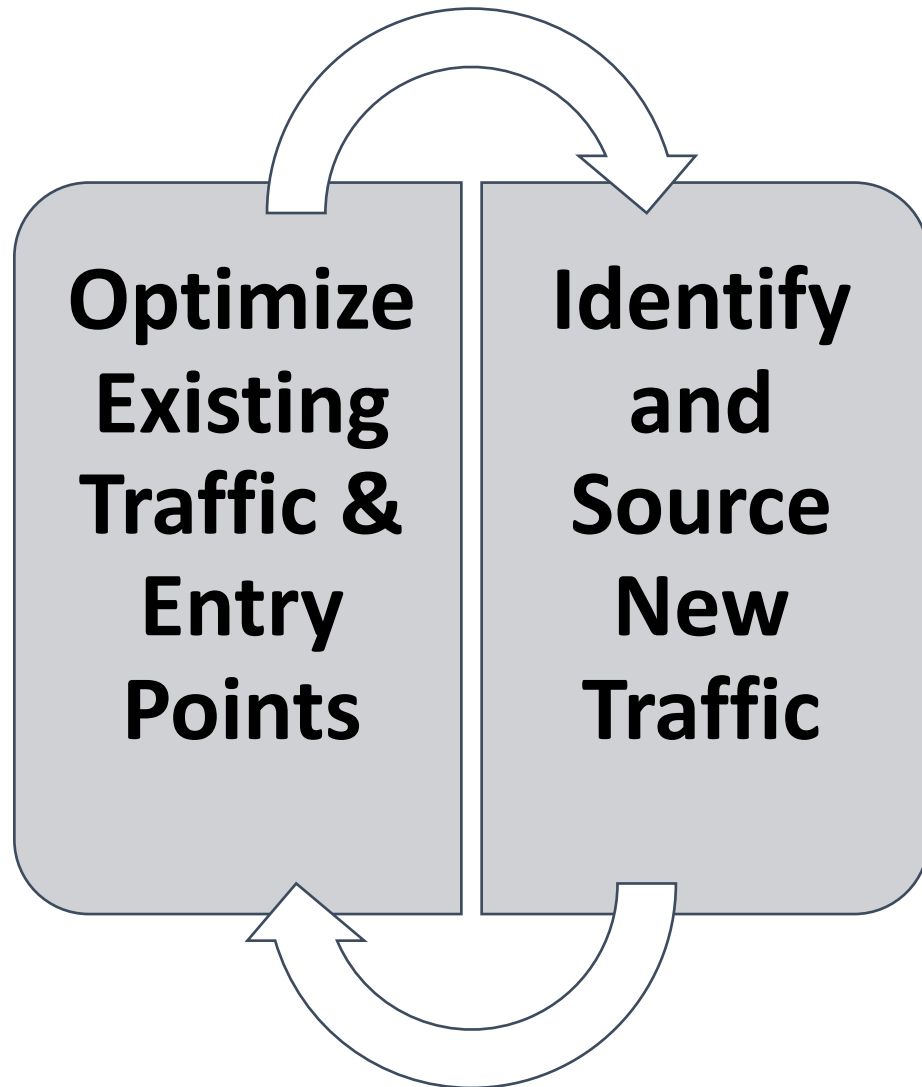 Optimize
Existing
Traffic &
Entry
Points
Identify
and
Source
New
Traffic